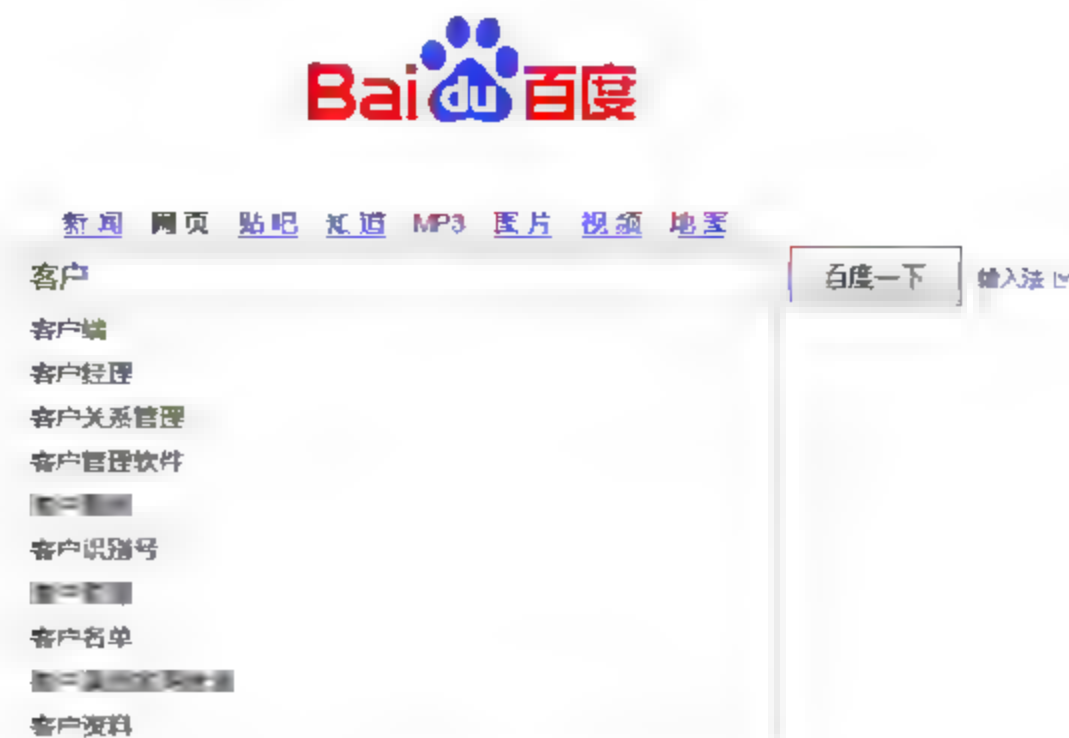 Baidu百度
新闻 网页 贴吧 知道 MP3 图片 视频 地图
客户 百度一下 输入法
客户端
客户经理
客户关系管理
客户管理软件
客户识别号
客户名单
客户资料